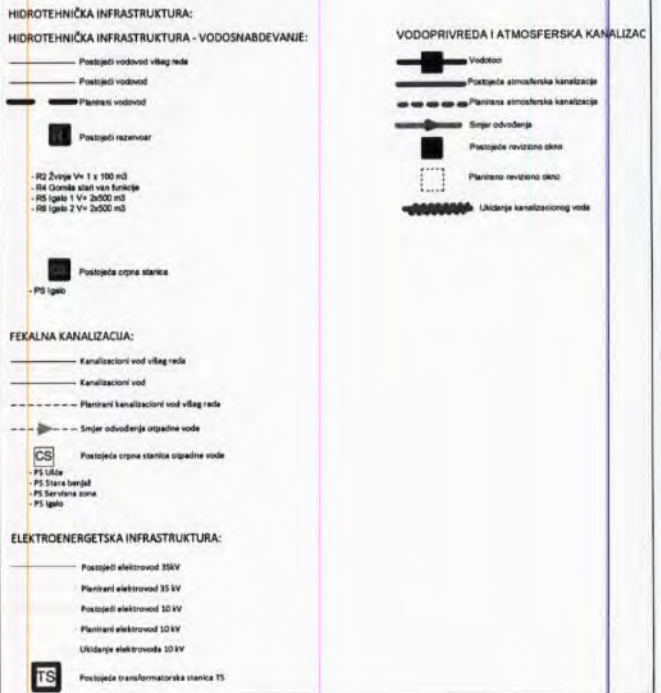 HIDROTEHNIČKA INFRASTRUKTURA:
HIDROTEHNIČKA INFRASTRUKTURA - VODOSNABDEVANJE:
Postojeći vodovod višeg reda
Postojeći vodovod
Planirani vodovod
Postojeći rezervoar
- R2 Žvinje V= 1 x 100 m3
- R4 Gomila stari van funkcije
- R5 Igalo 1 V= 2x500 m3
- R6 Igalo 2 V= 2x500 m3
Postojeća crpna stanica
- PS Igalo
FEKALNA KANALIZACIJA:
Kanalizacioni vod višeg reda
Kanalizacioni vod
Planirani kanalizacioni vod višeg reda
Smjer odvođenja otpadne vode
CS Postojeća crpna stanica otpadne vode
- PS Ušće
- PS Stara banjaž
- PS Servisna zona
- PS Igalo
ELEKTROENERGETSKA INFRASTRUKTURA:
Postojeći elektrovod 35kV
Planirani elektrovod 35 kV
Postojeći elektrovod 10 kV
Planirani elektrovod 10 kV
Ukidanje elektrovoda 10 kV
TS Postojeća transformatorska stanica TS
VODOPRIVREDA I ATMOSFERSKA KANALIZAC
Vodotoci
Postojeća atmosferska kanalizacija
Planirana atmosferska kanalizacija
Smjer odvođenja
Postojeće reviziono okno
Planirano reviziono okno
Ukidanje kanalizacionog voda